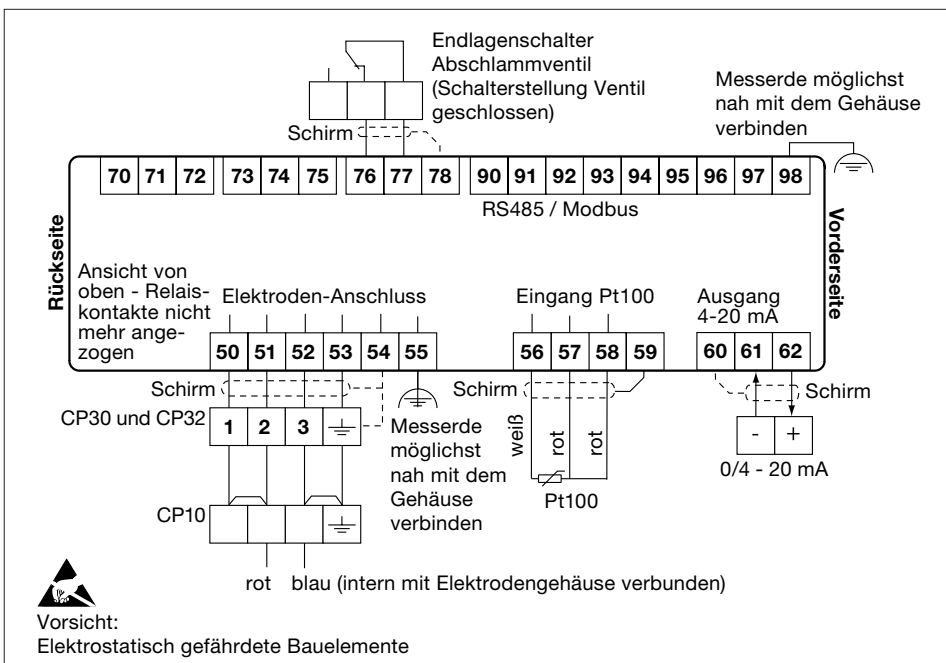 Endlagenschalter
Abschlammventil
(Schalterstellung Ventil
geschlossen)
Messerde möglichst
nah mit dem Gehäuse
verbinden
Schirm
70 71 72 73 74 75 76 77 78 90 91 92 93 94 95 96 97 98
RS485 / Modbus
Rückseite
Vorderseite
Ansicht von
oben - Relais-
kontakte nicht
mehr ange-
zogen
Elektroden-Anschluss
Eingang Pt100
Ausgang
4-20 mA
50 51 52 53 54 55 56 57 58 59 60 61 62
Schirm
Schirm
Schirm
CP30 und CP32
1 2 3
Messerde
möglichst
nah mit dem
Gehäuse
verbinden
weiß
rot
rot
Pt100
- +
0/4 - 20 mA
CP10
rot blau (intern mit Elektrodengehäuse verbunden)
Vorsicht:
Elektrostatisch gefährdete Bauelemente